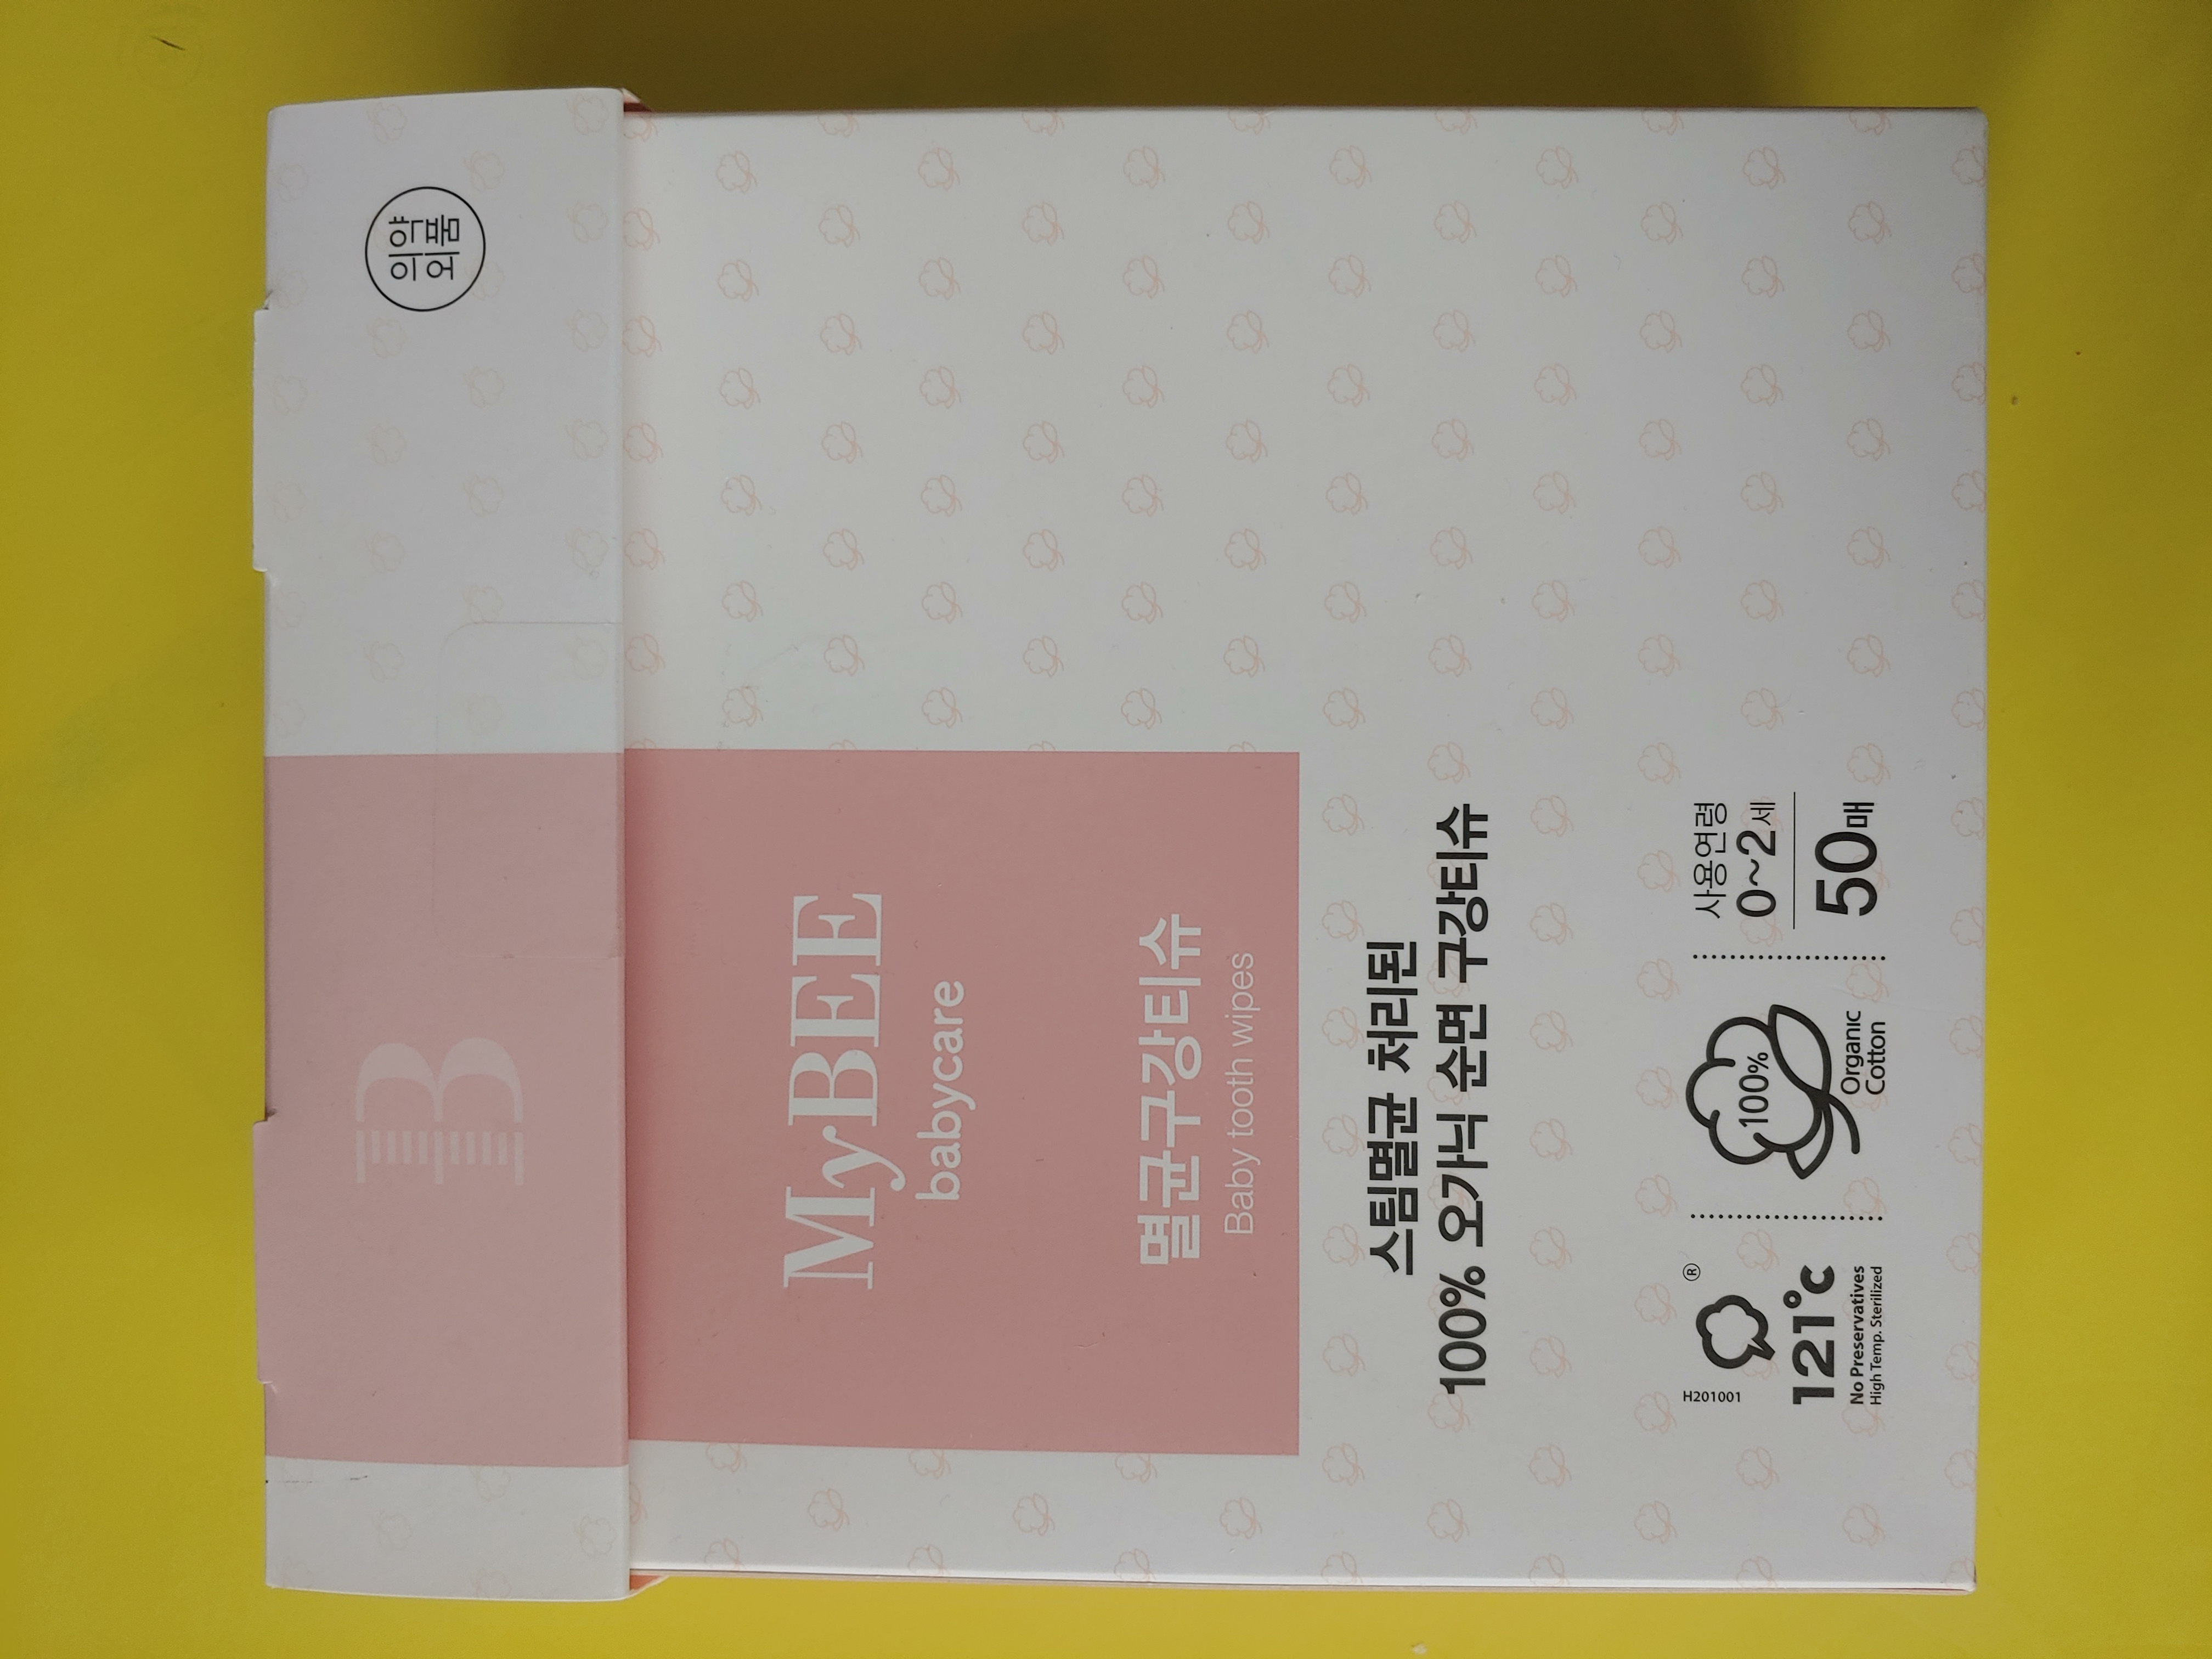 의약
외품
B
MyBEE
babycare
멸균구강티슈
Baby tooth wipes
스팀멸균 처리된
100% 오가닉 순면 구강티슈
H201001
®
121°c
No Preservatives
High Temp. Sterilized
100%
Organic
Cotton
사용연령
0~2세
50매